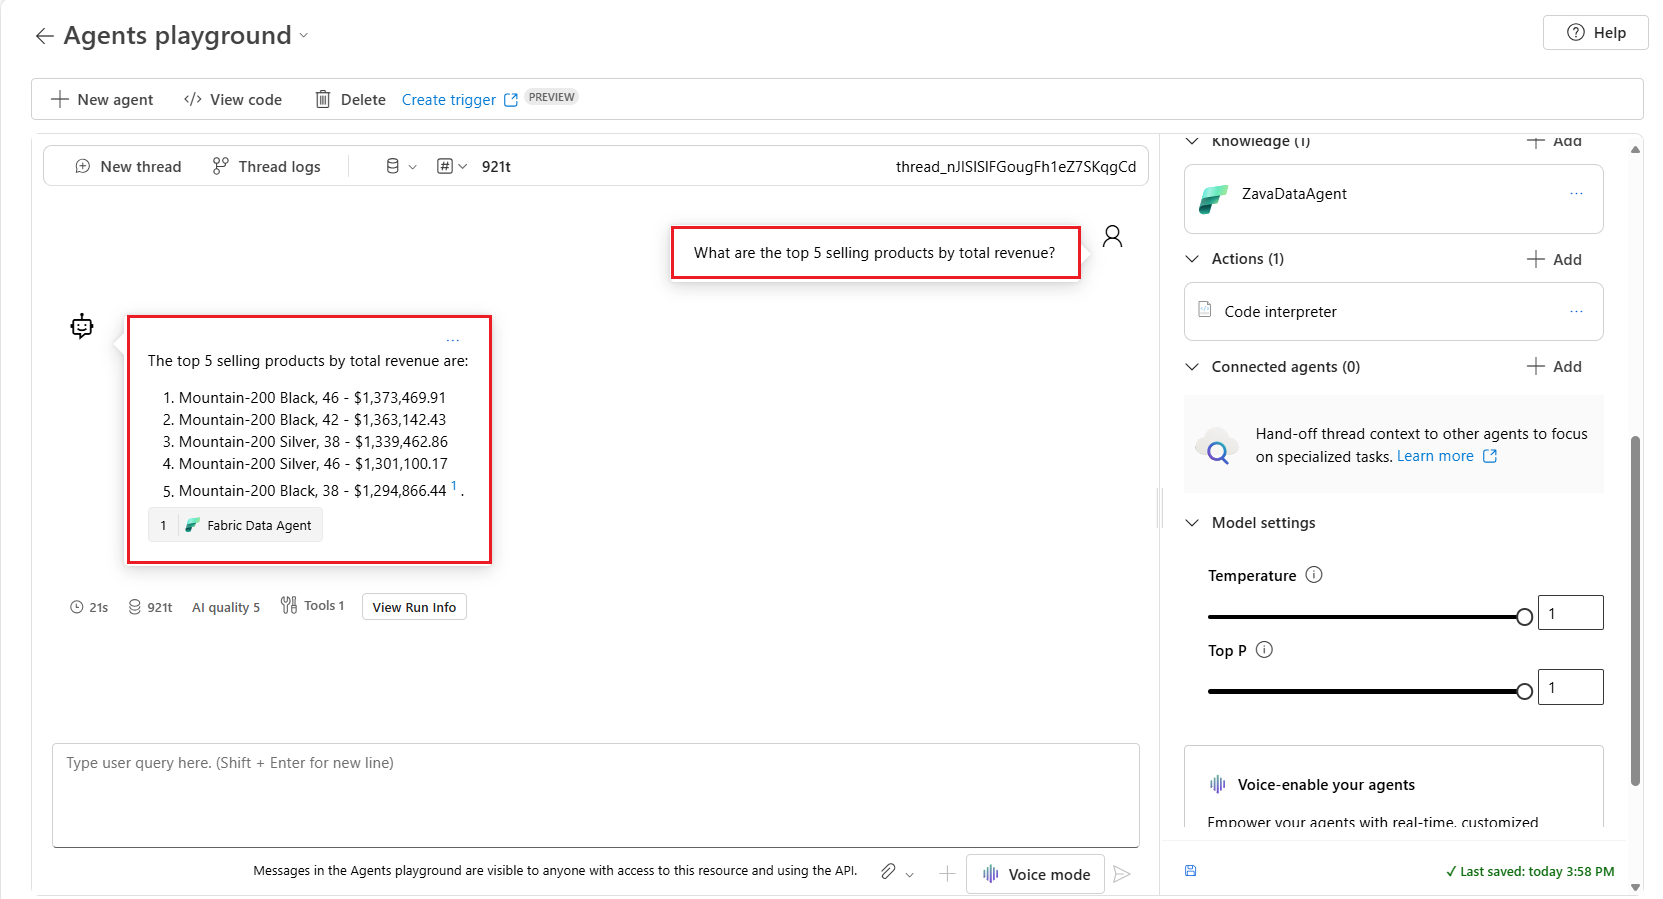 Agents playground
Help
New agent
View code
Delete
Create trigger
PREVIEW
New thread
Thread logs
921t
thread_nJlSISIFGougFh1eZ7SKqgCd
What are the top 5 selling products by total revenue?
...
The top 5 selling products by total revenue are:
1. Mountain-200 Black, 46 - $1,373,469.91
2. Mountain-200 Black, 42 - $1,363,142.43
3. Mountain-200 Silver, 38 - $1,339,462.86
4. Mountain-200 Silver, 46 - $1,301,100.17
5. Mountain-200 Black, 38 - $1,294,866.44 1 .
1 Fabric Data Agent
21s
921t
AI quality 5
Tools 1
View Run Info
Type user query here. (Shift + Enter for new line)
Messages in the Agents playground are visible to anyone with access to this resource and using the API.
Voice mode
Knowledge (1)
Add
ZavaDataAgent
...
Actions (1)
Add
Code interpreter
...
Connected agents (0)
Add
Hand-off thread context to other agents to focus
on specialized tasks. Learn more
Model settings
Temperature
1
Top P
1
Voice-enable your agents
Empower your agents with real-time, customized
✓ Last saved: today 3:58 PM